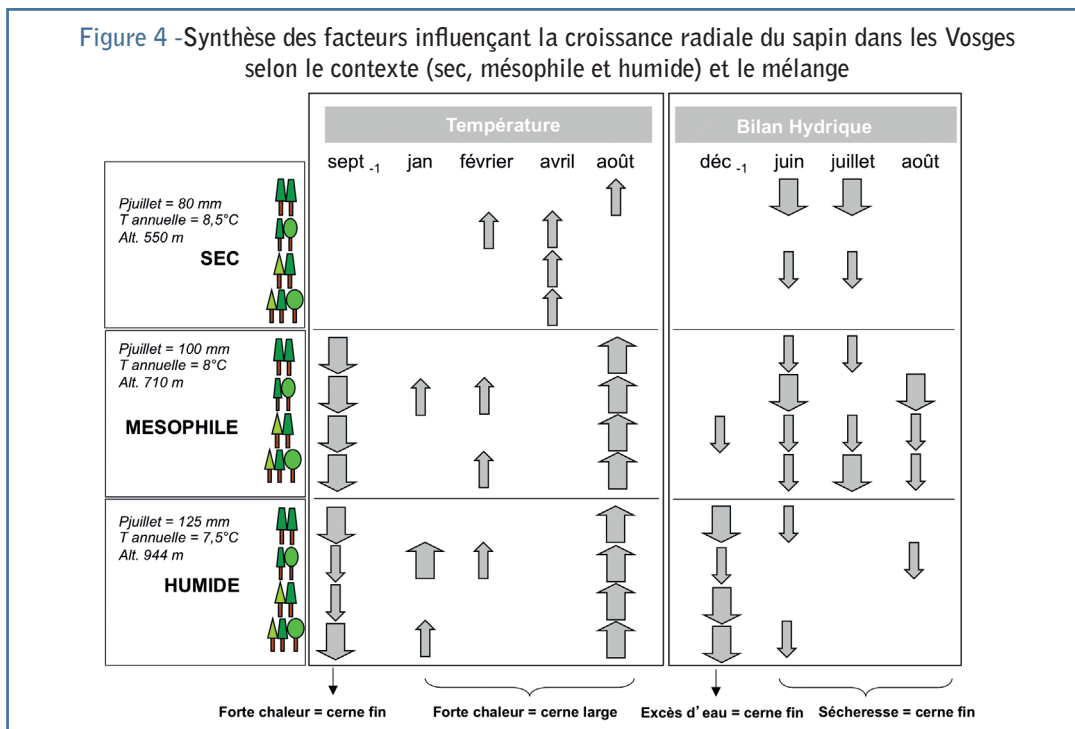 Figure 4 -Synthèse des facteurs influençant la croissance radiale du sapin dans les Vosges
selon le contexte (sec, mésophile et humide) et le mélange
Température
Bilan Hydrique
sept -1 jan février avril août
déc -1 juin juillet août
Pjuillet = 80 mm
T annuelle = 8,5°C
Alt. 550 m
SEC
Pjuillet = 100 mm
T annuelle = 8°C
Alt. 710 m
MESOPHILE
Pjuillet = 125 mm
T annuelle = 7,5°C
Alt. 944 m
HUMIDE
Forte chaleur = cerne fin
Forte chaleur = cerne large
Excès d'eau = cerne fin
Sécheresse = cerne fin